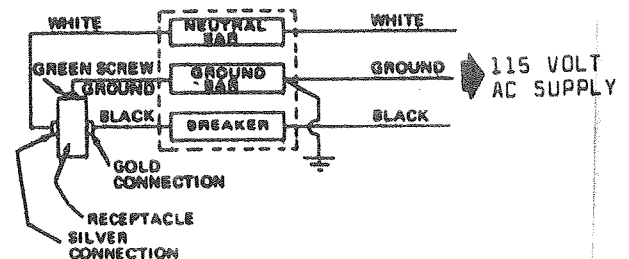 WHITE
NEUTRAL
BAR
WHITE
GREEN SCREW
GROUND
GROUND
BAR
GROUND
115 VOLT
AC SUPPLY
BLACK
BREAKER
BLACK
GOLD
CONNECTION
RECEPTACLE
SILVER
CONNECTION